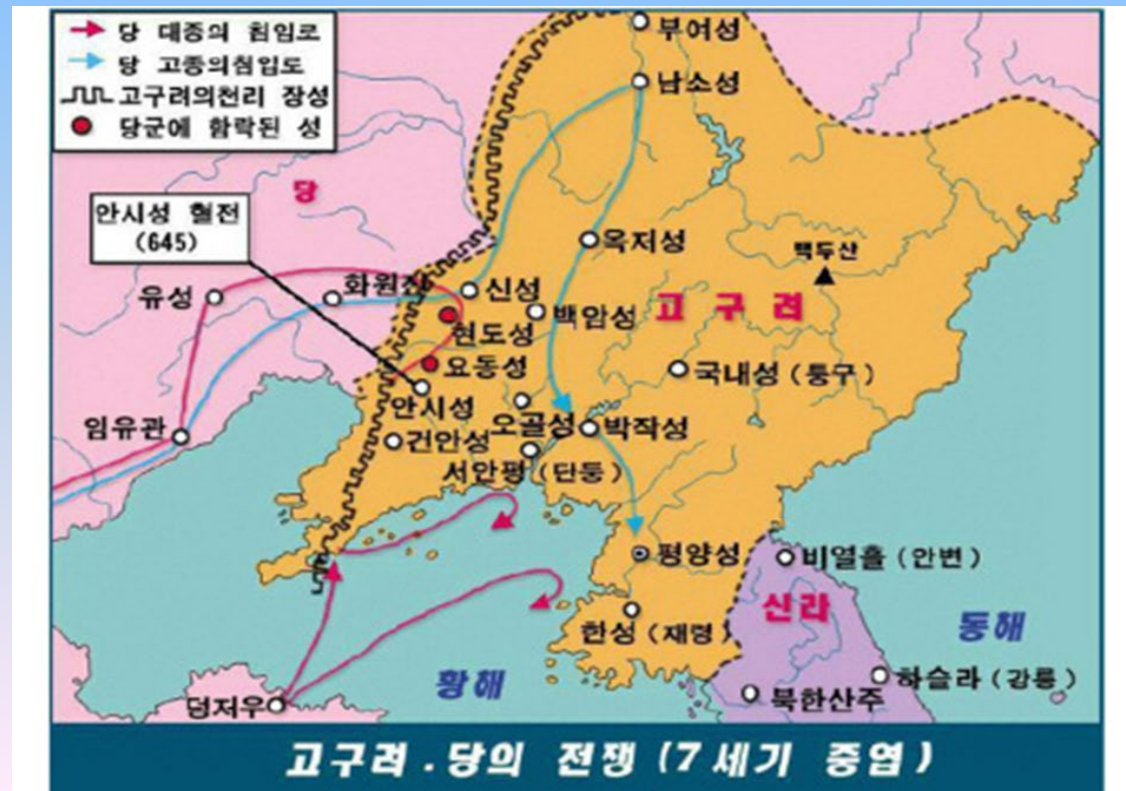 당 대종의 침입로
당 고종의침입도
고구려의천리 장성
당군에 함락된 성
부여성
남소성
당
안시성 혈전
(645)
옥저성
백두산
유성
화원진
신성
백암성
고 구 려
현도성
요동성
국내성 (퉁구)
안시성
임유관
건안성
오골성
박작성
서안평 (단둥)
평양성
비열홀 (안변)
신라
한성 (재령)
동해
황해
하슬라 (강릉)
북한산주
덩저우
고구려 . 당의 전쟁 (7세기 중엽)